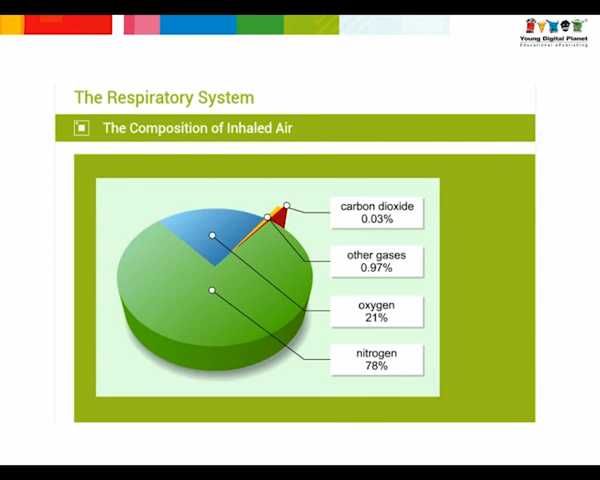 Young Digital Planet
Educational ePublishing
The Respiratory System
The Composition of Inhaled Air
carbon dioxide
0.03%
other gases
0.97%
oxygen
21%
nitrogen
78%